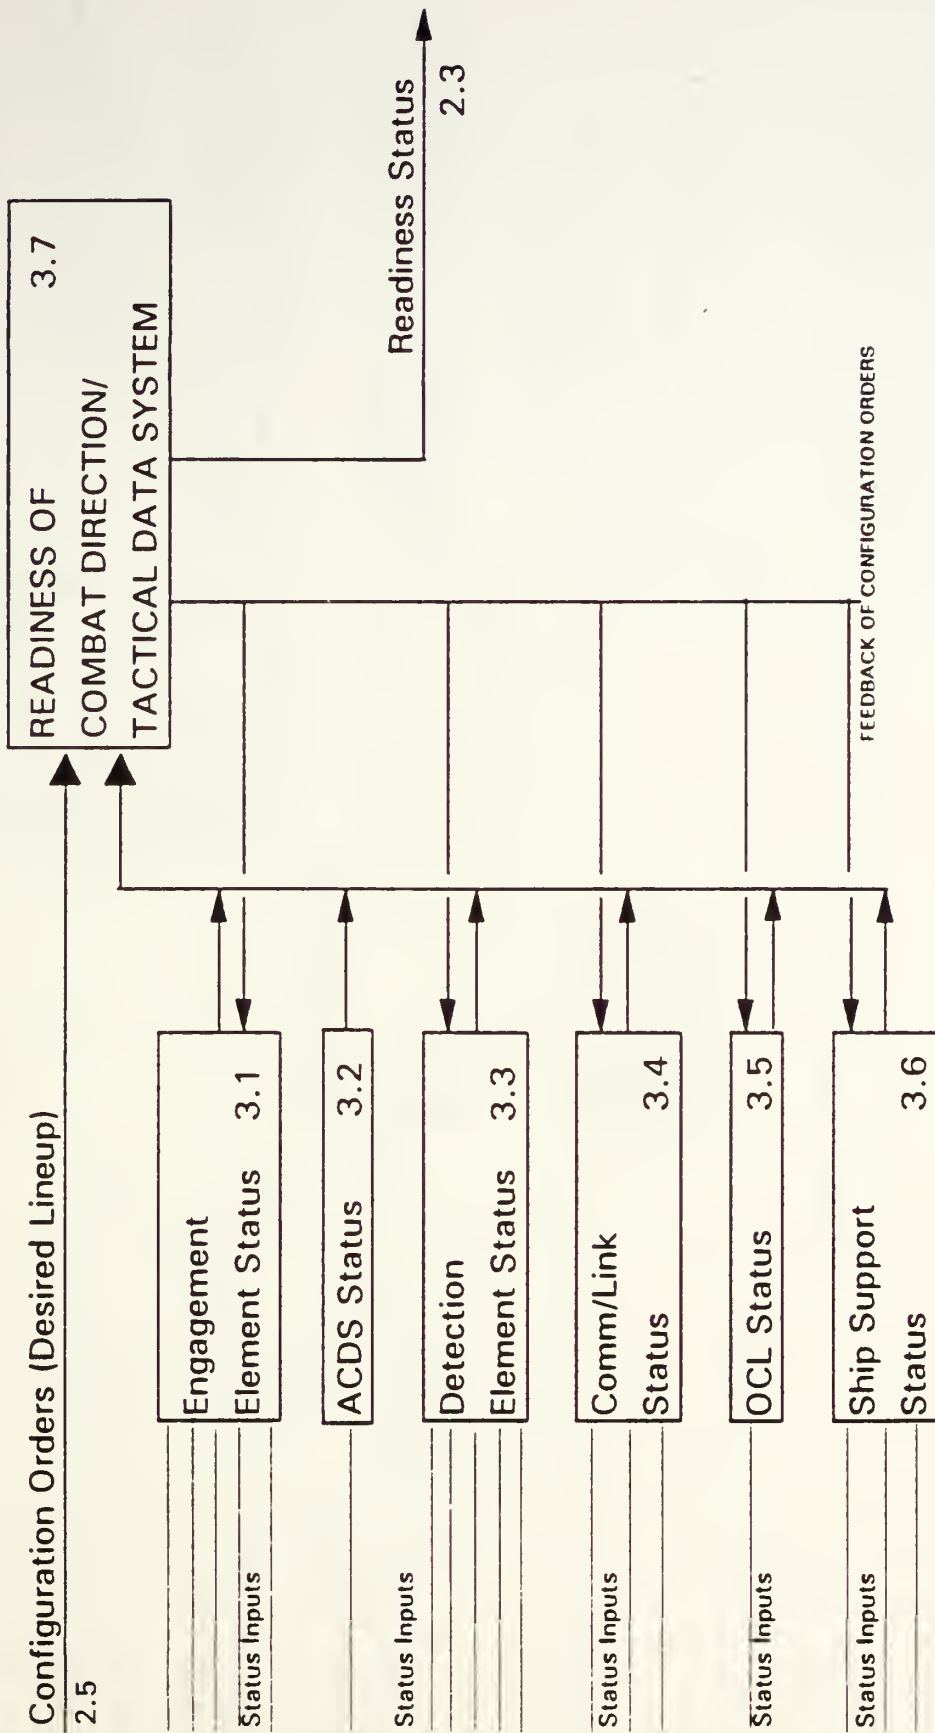 Configuration Orders (Desired Lineup)
2.5
READINESS OF 3.7
COMBAT DIRECTION/
TACTICAL DATA SYSTEM
Engagement
Element Status 3.1
Status Inputs
ACDS Status 3.2
Readiness Status
2.3
Status Inputs
Detection
Element Status 3.3
Comm/Link
Status 3.4
Status Inputs
OCL Status 3.5
Status Inputs
Ship Support
Status 3.6
Status Inputs
FEEDBACK OF CONFIGURATION ORDERS